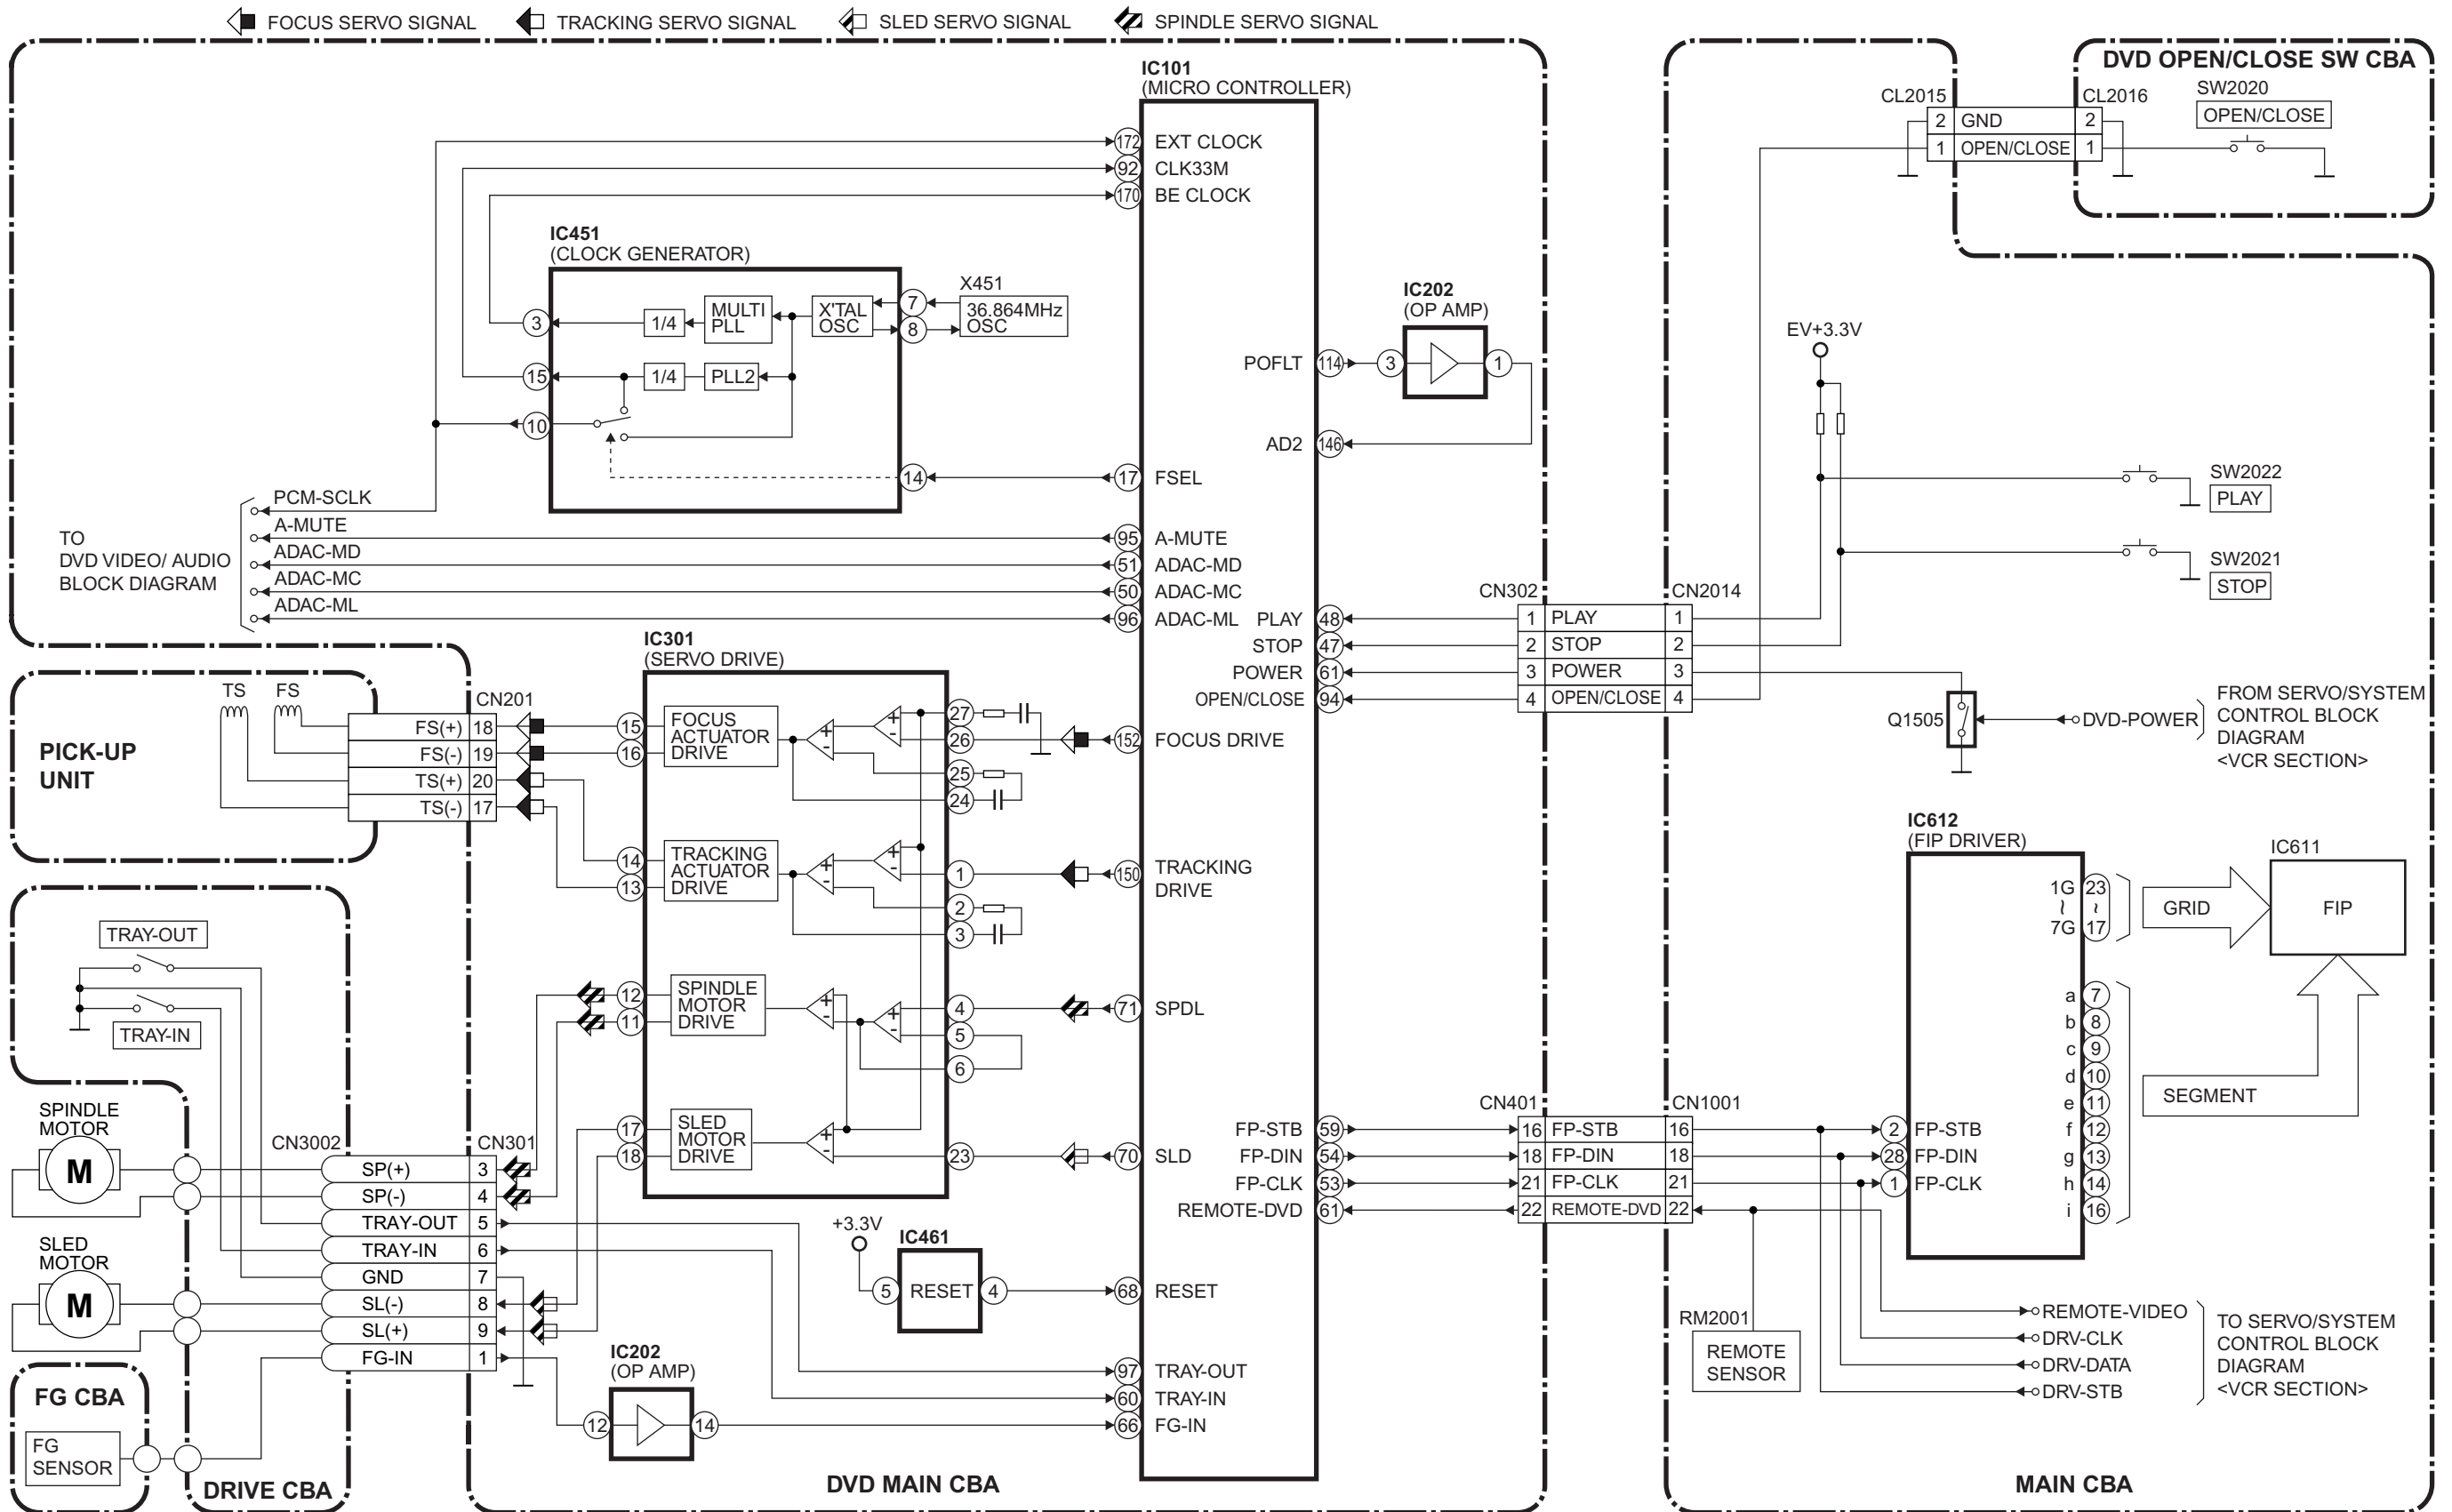 FOCUS SERVO SIGNAL
TRACKING SERVO SIGNAL
SLED SERVO SIGNAL
SPINDLE SERVO SIGNAL
IC101
(MICRO CONTROLLER)
172 EXT CLOCK
92 CLK33M
170 BE CLOCK
IC451
(CLOCK GENERATOR)
3
1/4
MULTI
PLL
X'TAL
OSC
7
8
X451
36.864MHz
OSC
15
1/4
PLL2
10
14
17 FSEL
POFLT 114
IC202
(OP AMP)
3
1
AD2 146
TO
DVD VIDEO/ AUDIO
BLOCK DIAGRAM
PCM-SCLK
A-MUTE
ADAC-MD
ADAC-MC
ADAC-ML
95 A-MUTE
51 ADAC-MD
50 ADAC-MC
96 ADAC-ML
PLAY 48
STOP 47
POWER 61
OPEN/CLOSE 94
CN302
CN2014
1 PLAY 1
2 STOP 2
3 POWER 3
4 OPEN/CLOSE 4
DVD OPEN/CLOSE SW CBA
CL2015
CL2016
2 GND 2
1 OPEN/CLOSE 1
SW2020
OPEN/CLOSE
EV+3.3V
SW2022
PLAY
SW2021
STOP
Q1505
DVD-POWER
FROM SERVO/SYSTEM
CONTROL BLOCK
DIAGRAM
<VCR SECTION>
PICK-UP
UNIT
TS
FS
CN201
FS(+) 18
FS(-) 19
TS(+) 20
TS(-) 17
IC301
(SERVO DRIVE)
15
16
FOCUS
ACTUATOR
DRIVE
+
-
+
-
27
26
25
24
152 FOCUS DRIVE
14
13
TRACKING
ACTUATOR
DRIVE
+
-
+
-
1
2
3
150 TRACKING
DRIVE
12
11
SPINDLE
MOTOR
DRIVE
+
-
+
-
4
5
6
71 SPDL
17
18
SLED
MOTOR
DRIVE
+
-
23
70 SLD
TRAY-OUT
TRAY-IN
SPINDLE
MOTOR
M
SLED
MOTOR
M
CN3002
CN301
SP(+) 3
SP(-) 4
TRAY-OUT 5
TRAY-IN 6
GND 7
SL(-) 8
SL(+) 9
FG-IN 1
FG CBA
FG
SENSOR
DRIVE CBA
+3.3V
IC461
5
RESET
4
68 RESET
IC202
(OP AMP)
12
14
97 TRAY-OUT
60 TRAY-IN
66 FG-IN
DVD MAIN CBA
FP-STB 59
FP-DIN 54
FP-CLK 53
REMOTE-DVD 61
CN401
CN1001
16 FP-STB 16
18 FP-DIN 18
21 FP-CLK 21
22 REMOTE-DVD 22
IC612
(FIP DRIVER)
2 FP-STB
28 FP-DIN
1 FP-CLK
1G 23
~ ~
7G 17
a 7
b 8
c 9
d 10
e 11
f 12
g 13
h 14
i 16
GRID
SEGMENT
IC611
FIP
RM2001
REMOTE
SENSOR
REMOTE-VIDEO
DRV-CLK
DRV-DATA
DRV-STB
TO SERVO/SYSTEM
CONTROL BLOCK
DIAGRAM
<VCR SECTION>
MAIN CBA